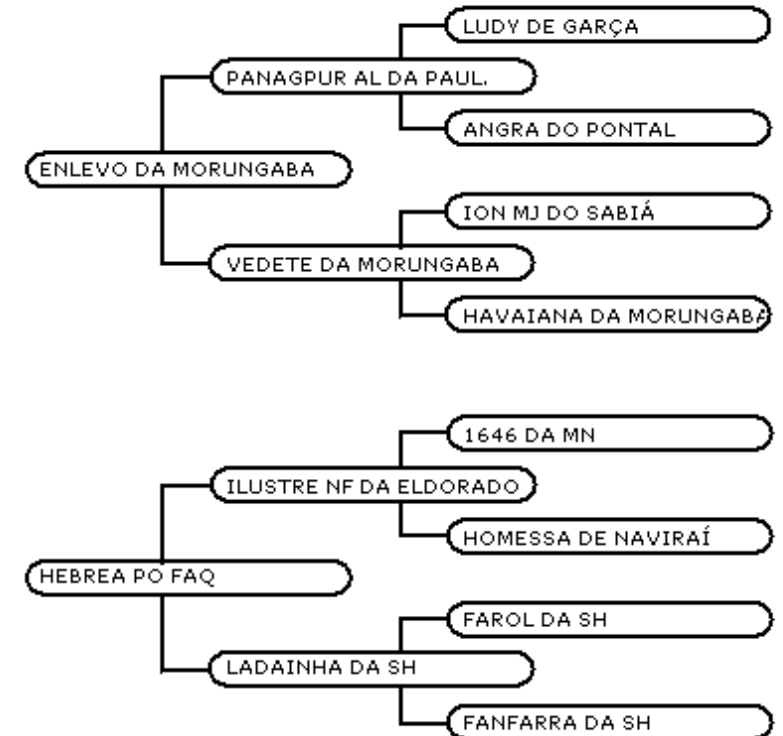 LUDY DE GARÇA
PANAGPUR AL DA PAUL.
ANGRA DO PONTAL
ENLEVO DA MORUNGABA
ION MJ DO SABIÁ
VEDETE DA MORUNGABA
HAVAIANA DA MORUNGABA
1646 DA MN
ILUSTRE NF DA ELDORADO
HOMESSA DE NAVIRAÍ
HEBREA PO FAQ
FAROL DA SH
LADAINHA DA SH
FANFARRA DA SH